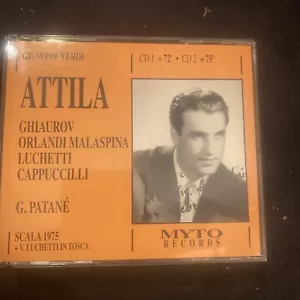 GIUSEPPE VERDI
CD 1 +72' • CD 2 +75'
ATTILA
GHIAUROV
ORLANDI MALASPINA
LUCHETTI
CAPPUCCILLI
G. PATANÉ
SCALA 1975
+ V. LUCHETTI IN TOSCA
MYTO
RECORDS